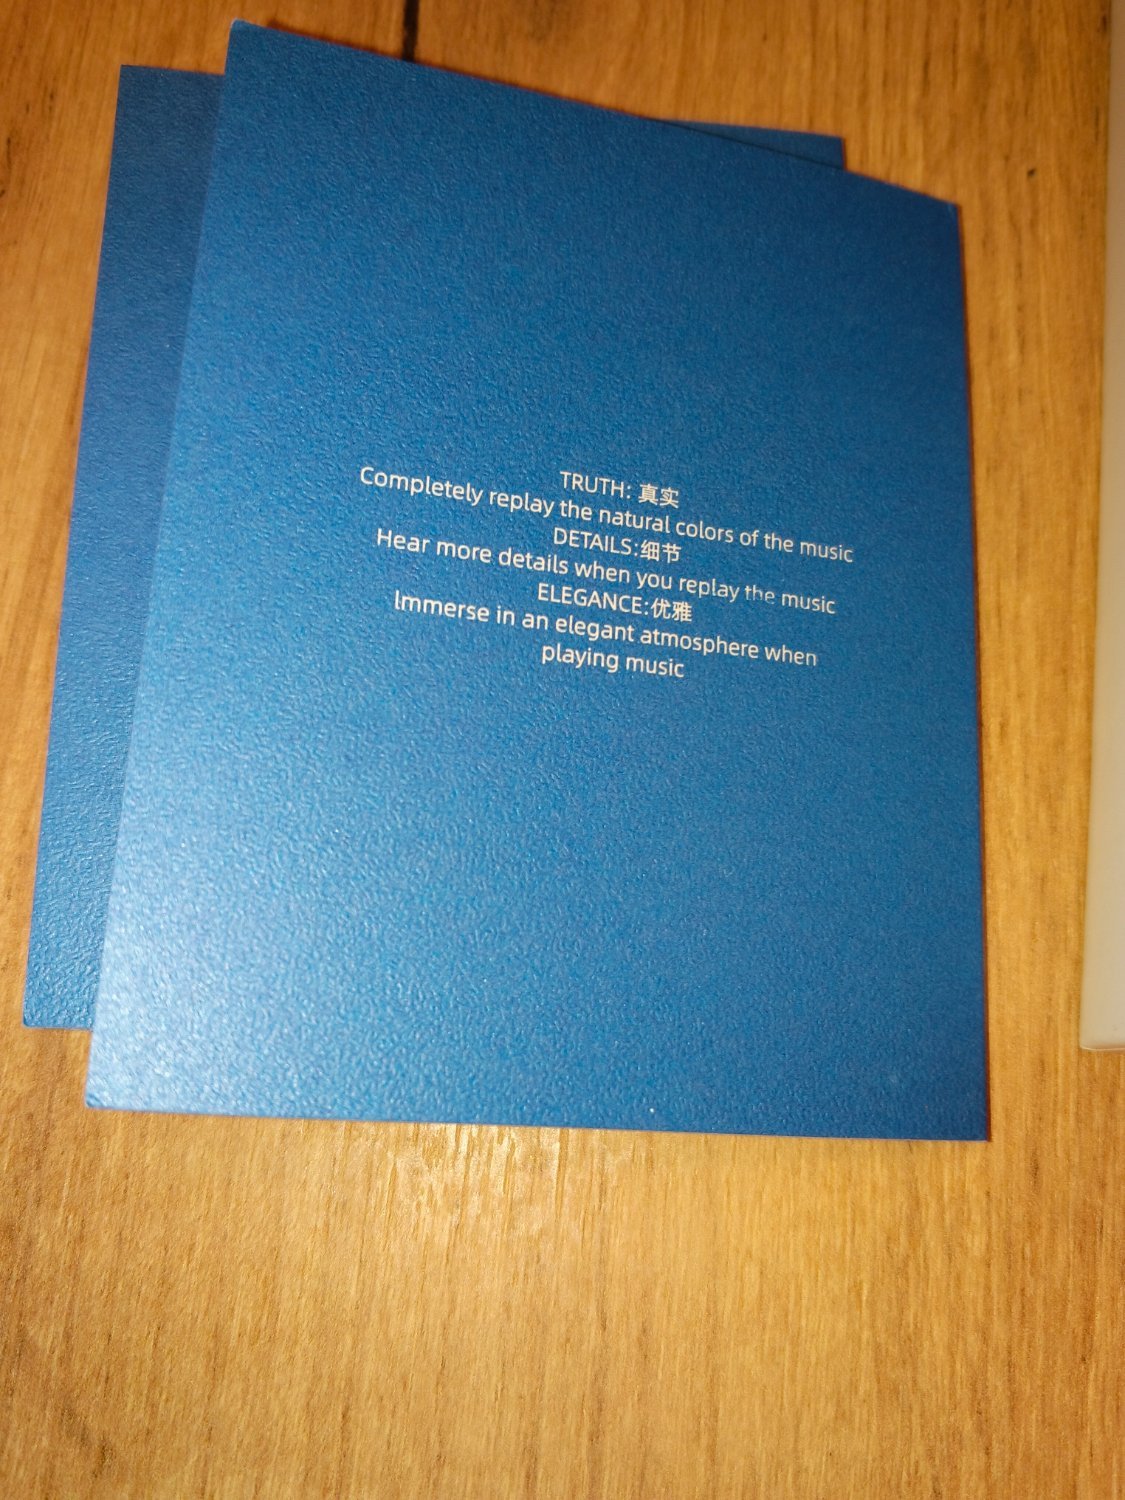 TRUTH: 真实
Completely replay the natural colors of the music
DETAILS:细节
Hear more details when you replay the music
ELEGANCE:优雅
Immerse in an elegant atmosphere when
playing music